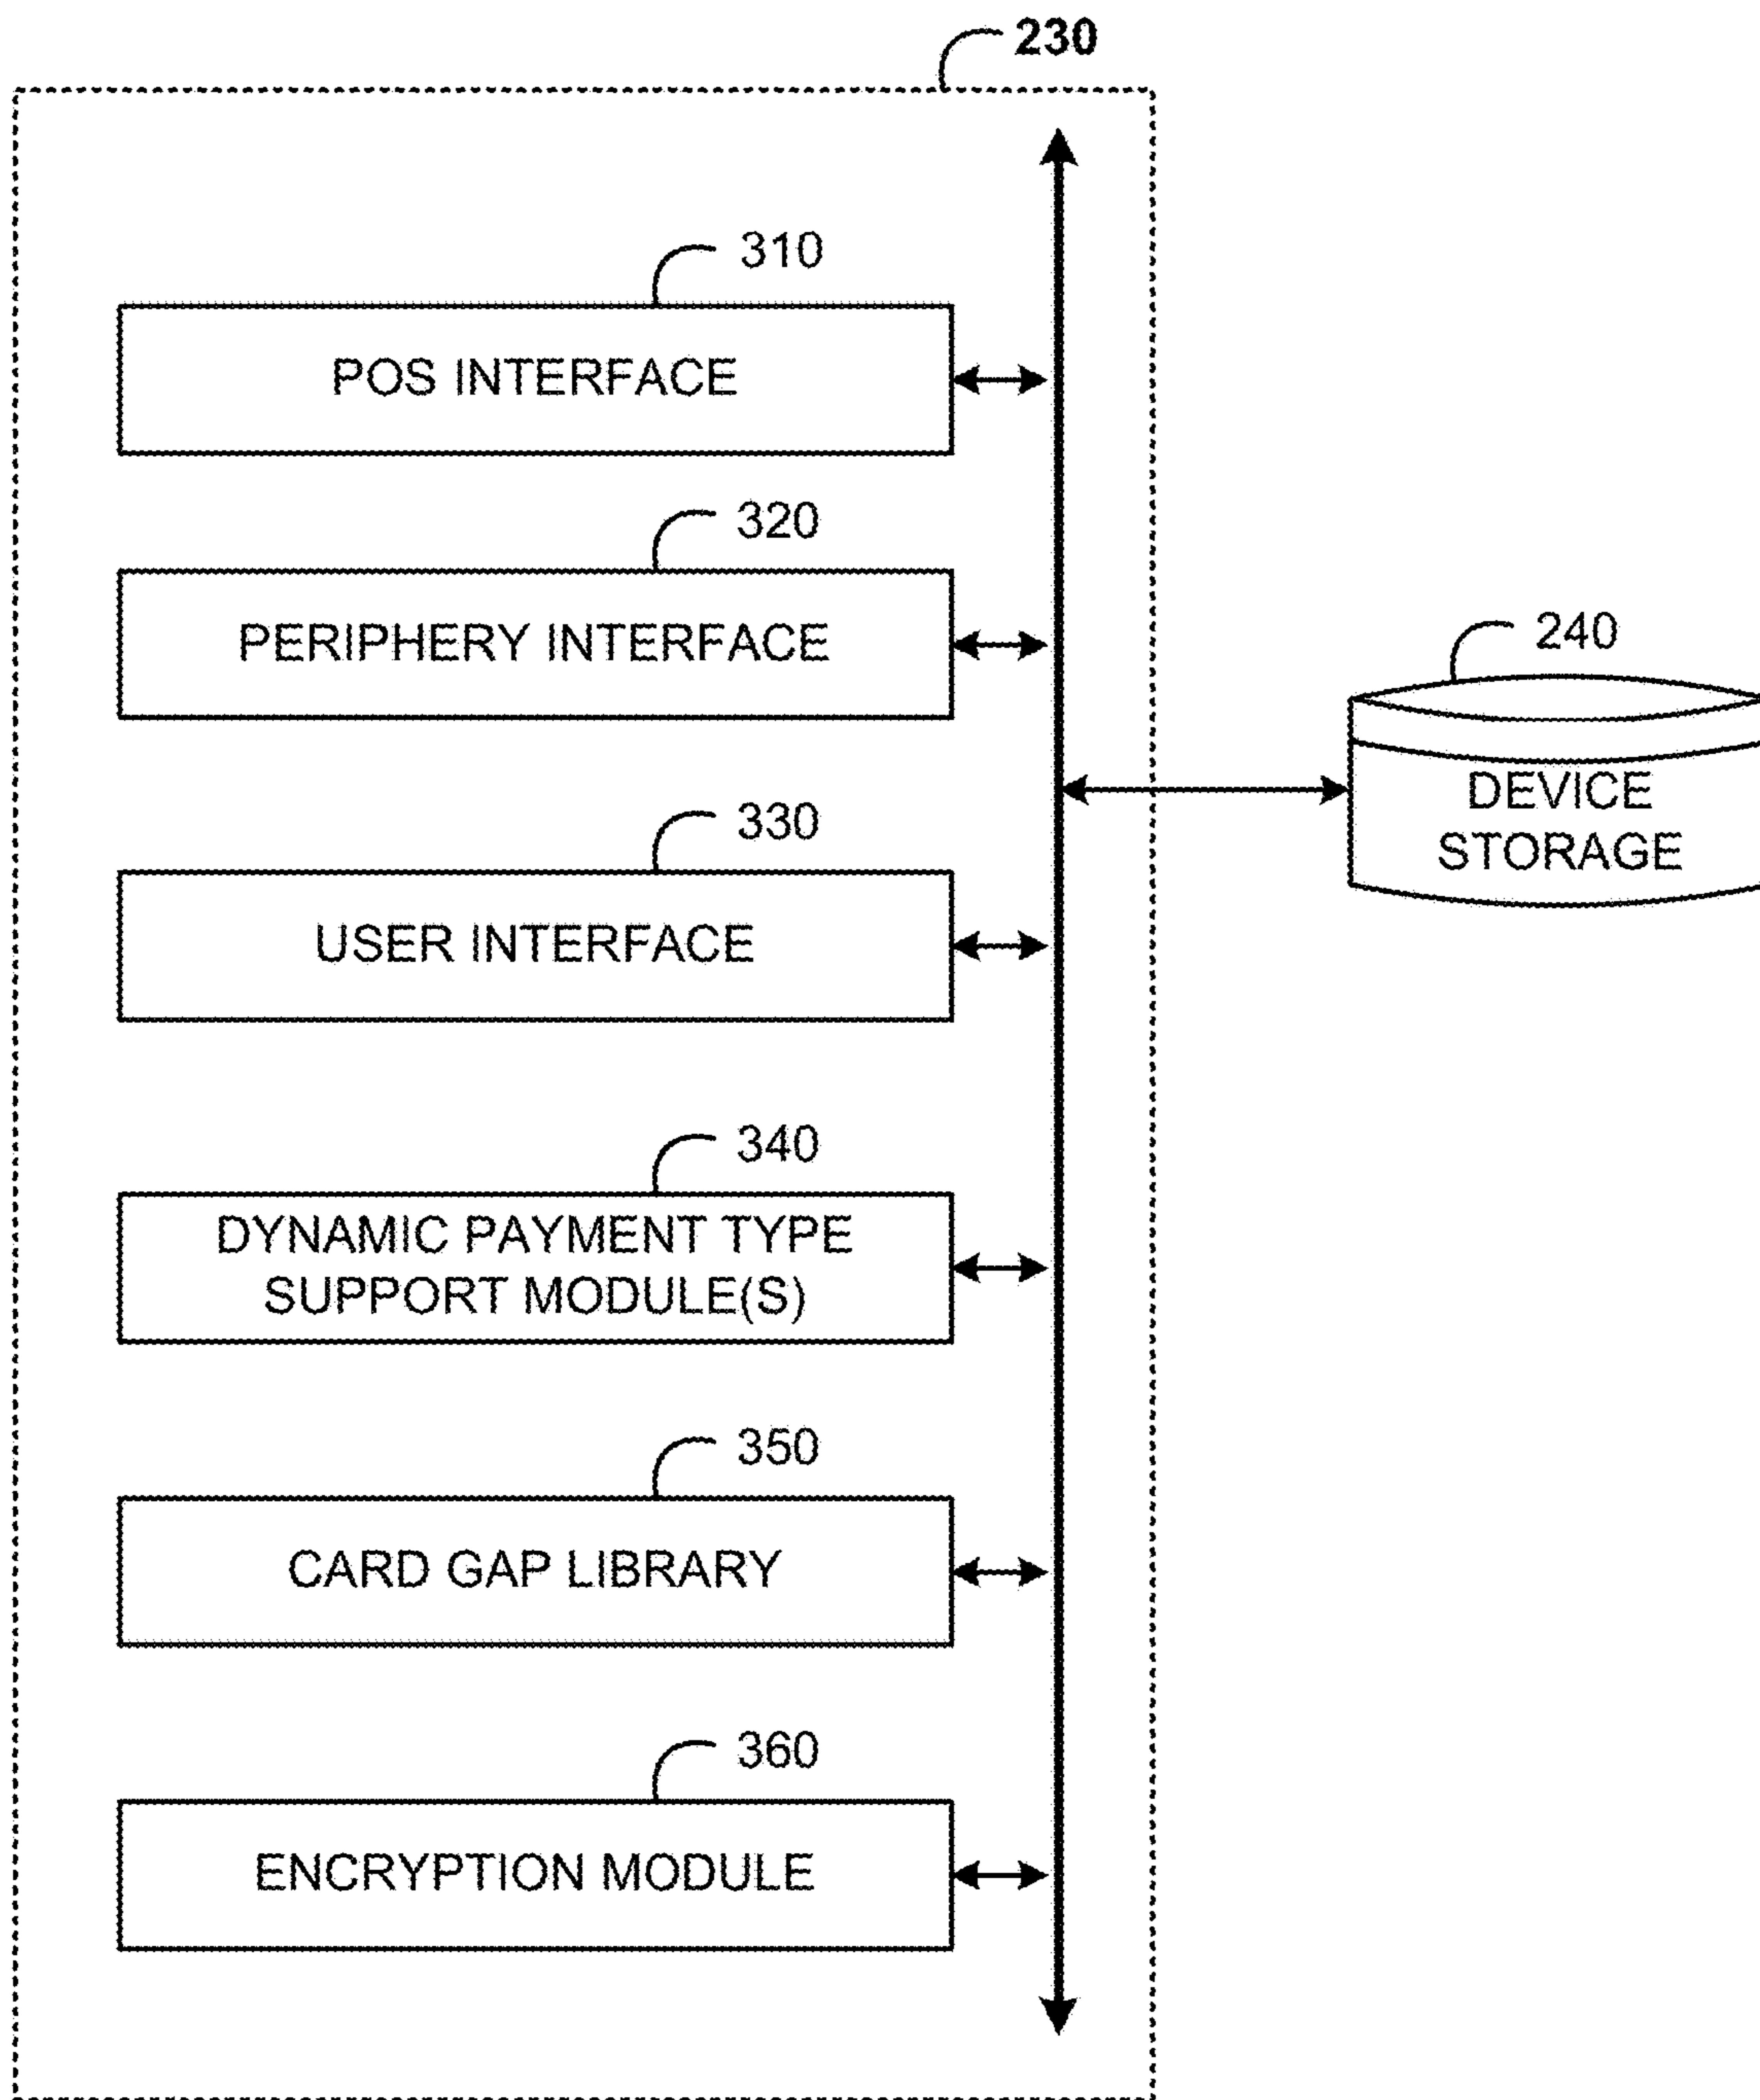 230
310
POS INTERFACE
320
PERIPHERY INTERFACE
240
DEVICE
STORAGE
330
USER INTERFACE
340
DYNAMIC PAYMENT TYPE
SUPPORT MODULE(S)
350
CARD GAP LIBRARY
360
ENCRYPTION MODULE